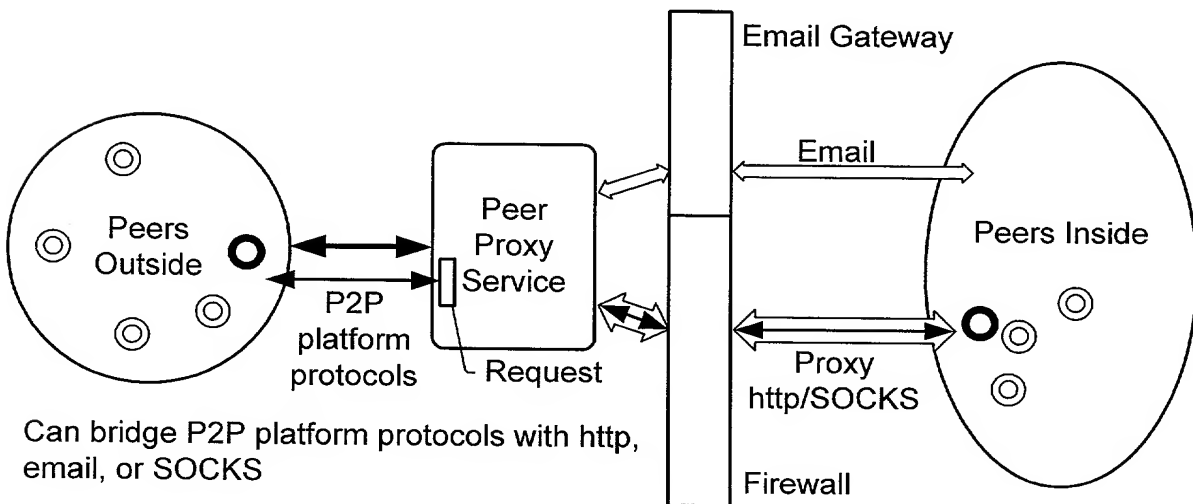 Email Gateway
Email
Peers
Outside
Peer
Proxy
Service
Peers Inside
P2P
platform
protocols
Request
Proxy
http/SOCKS
Can bridge P2P platform protocols with http,
email, or SOCKS
Firewall